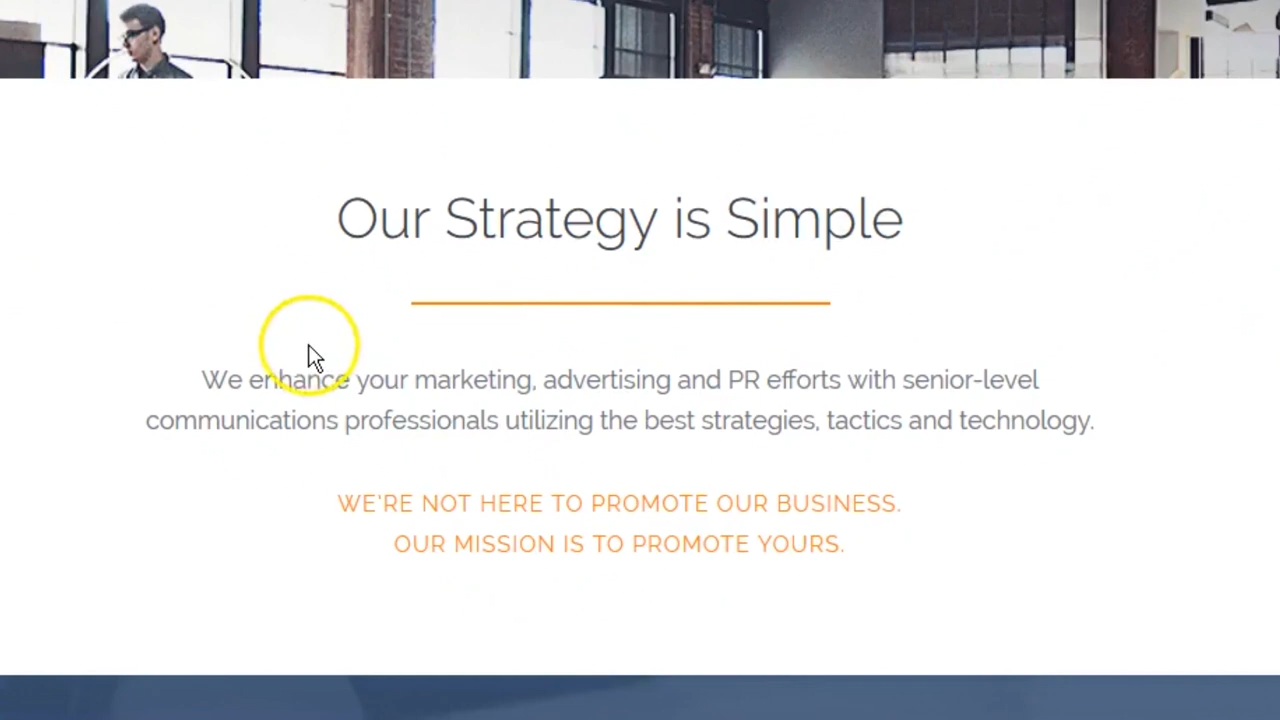 Our Strategy is Simple
We enhance your marketing, advertising and PR efforts with senior-level
communications professionals utilizing the best strategies, tactics and technology.
WE'RE NOT HERE TO PROMOTE OUR BUSINESS.
OUR MISSION IS TO PROMOTE YOURS.